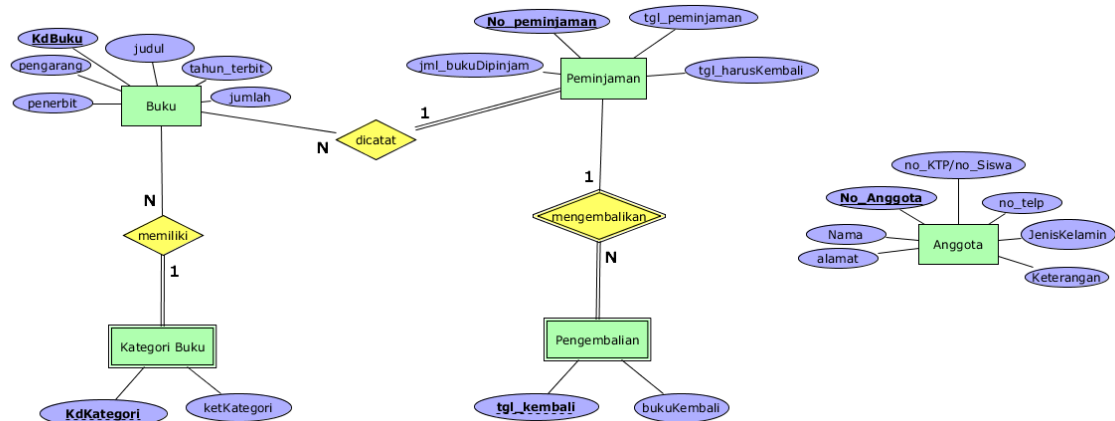 No_peminjaman
tgl_peminjaman
KdBuku
judul
pengarang
tahun_terbit
jml_bukuDipinjam
tgl_harusKembali
penerbit
Buku
jumlah
Peminjaman
1
dicatat
N
no_KTP/no_Siswa
1
N
No_Anggota
no_telp
mengembalikan
memiliki
Nama
JenisKelamin
Anggota
alamat
1
N
Keterangan
Kategori Buku
Pengembalian
KdKategori
ketKategori
tgl_kembali
bukuKembali